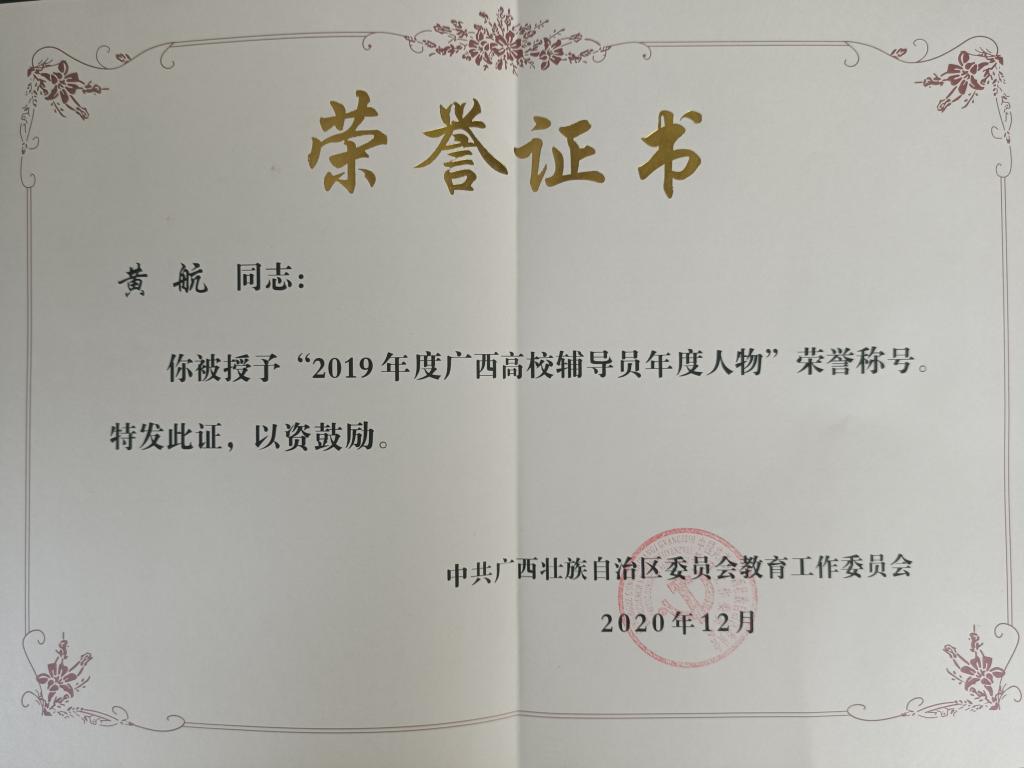 荣誉证书
黄航 同志：
你被授予“2019年度广西高校辅导员年度人物”荣誉称号。
特发此证，以资鼓励。
中共广西壮族自治区委员会教育工作委员会
2020年12月